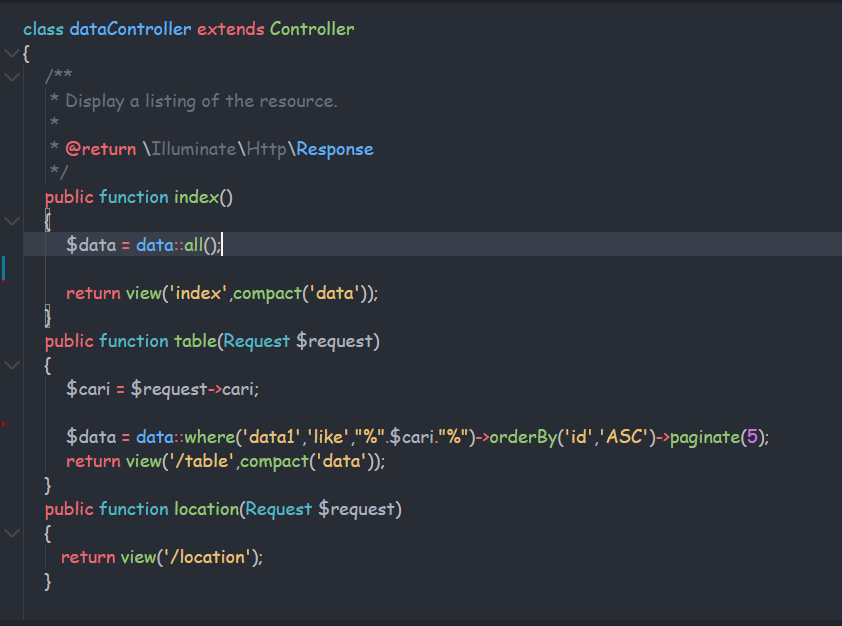 class dataController extends Controller
{
/**
* Display a listing of the resource.
*
* @return \Illuminate\Http\Response
*/
public function index()
{
$data = data::all();
return view('index',compact('data'));
}
public function table(Request $request)
{
$cari = $request->cari;
$data = data::where('data1','like',"%".$cari."%")->orderBy('id','ASC')->paginate(5);
return view('/table',compact('data'));
}
public function location(Request $request)
{
return view('/location');
}